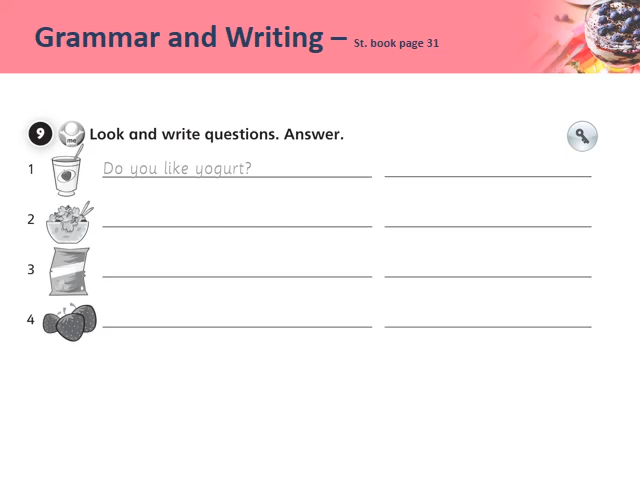 Grammar and Writing – St. book page 31
9 me Look and write questions. Answer.
1 Do you like yogurt?
2
3
4